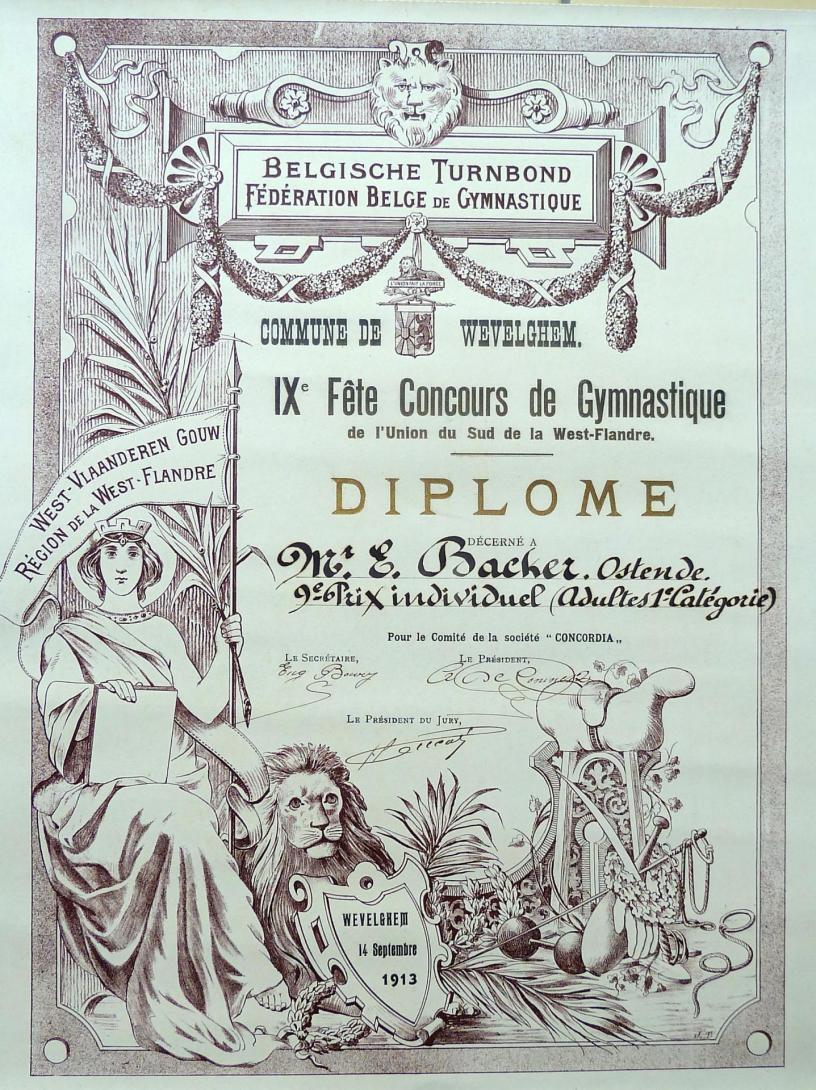 BELGISCHE TURNBOND
FÉDÉRATION BELGE DE GYMNASTIQUE
L'UNION FAIT LA FORCE
COMMUNE DE WEVELGHEM.
IXe Fête Concours de Gymnastique
de l'Union du Sud de la West-Flandre.
WEST-VLAANDEREN GOUW
RÉGION DE LA WEST-FLANDRE
DIPLOME
DÉCERNÉ A
Mr. E. Bacher. Ostende.
9e Prix individuel (Adultes 1e Catégorie)
Pour le Comité de la société "CONCORDIA„
LE SECRÉTAIRE, LE PRÉSIDENT,
Eug
LE PRÉSIDENT DU JURY,
WEVELGHEM
14 Septembre
1913